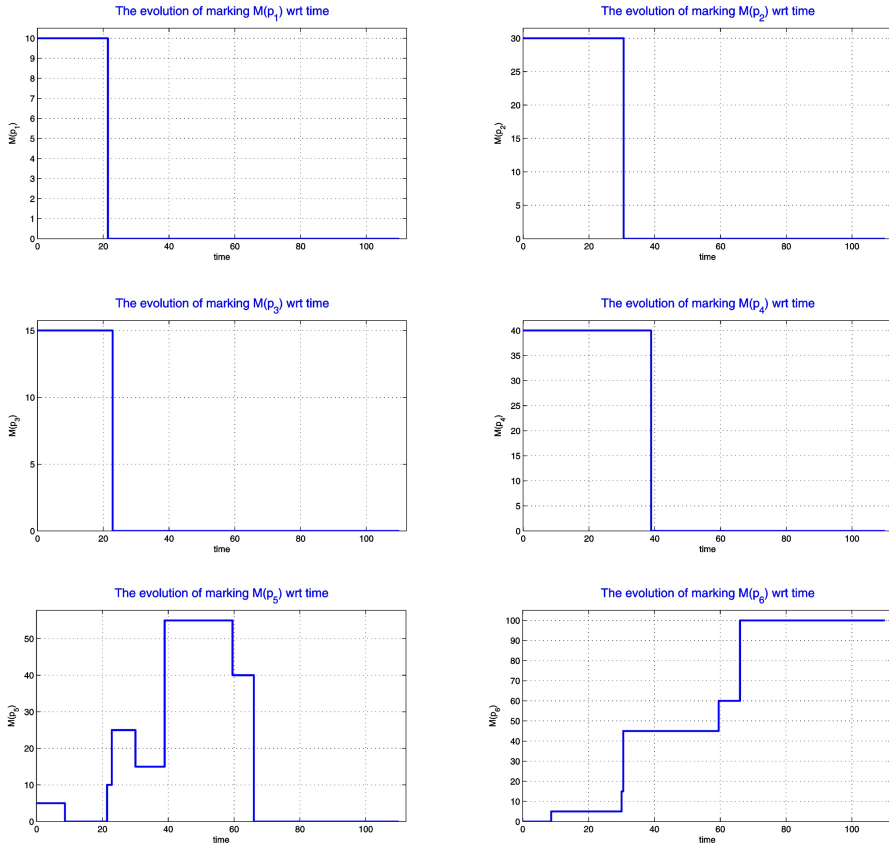 The evolution of marking M(p1) wrt time
10
9
8
7
6
5
4
3
2
1
0
M(p1)
0 20 40 60 80 100
time
The evolution of marking M(p2) wrt time
30
25
20
15
10
5
0
M(p2)
0 20 40 60 80 100
time
The evolution of marking M(p3) wrt time
15
10
5
0
M(p3)
0 20 40 60 80 100
time
The evolution of marking M(p4) wrt time
40
35
30
25
20
15
10
5
0
M(p4)
0 20 40 60 80 100
time
The evolution of marking M(p5) wrt time
50
40
30
20
10
0
M(p5)
0 20 40 60 80 100
time
The evolution of marking M(p6) wrt time
100
90
80
70
60
50
40
30
20
10
0
M(p6)
0 20 40 60 80 100
time